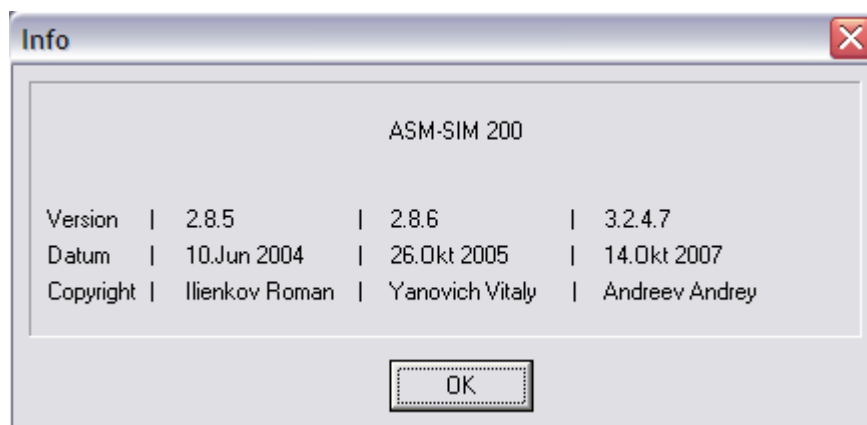 Info
ASM-SIM 200
Version | 2.8.5 | 2.8.6 | 3.2.4.7
Datum | 10.Jun 2004 | 26.Okt 2005 | 14.Okt 2007
Copyright | Ilienkov Roman | Yanovich Vitaly | Andreev Andrey
OK